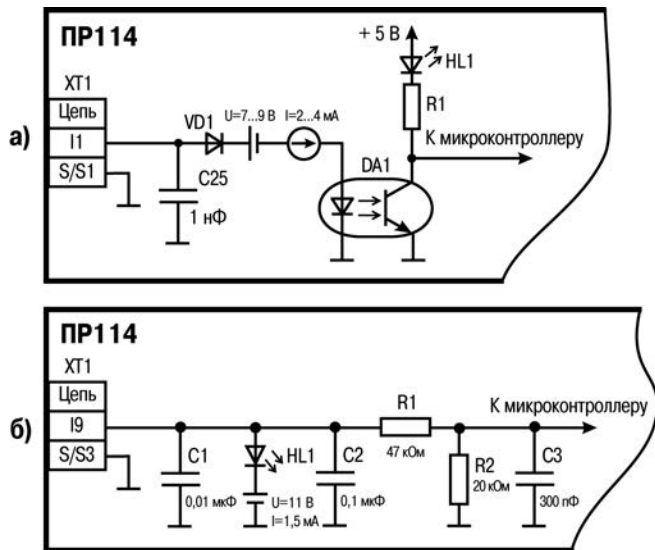 а)
ПР114
XT1
Цепь
I1
S/S1
VD1
U=7...9 В
I=2...4 мА
C25
1 нФ
+ 5 В
HL1
R1
К микроконтроллеру
DA1
б)
ПР114
XT1
Цепь
I9
S/S3
C1
0,01 мкФ
HL1
U=11 В
I=1,5 мА
C2
0,1 мкФ
R1
47 кОм
К микроконтроллеру
R2
20 кОм
C3
300 пФ